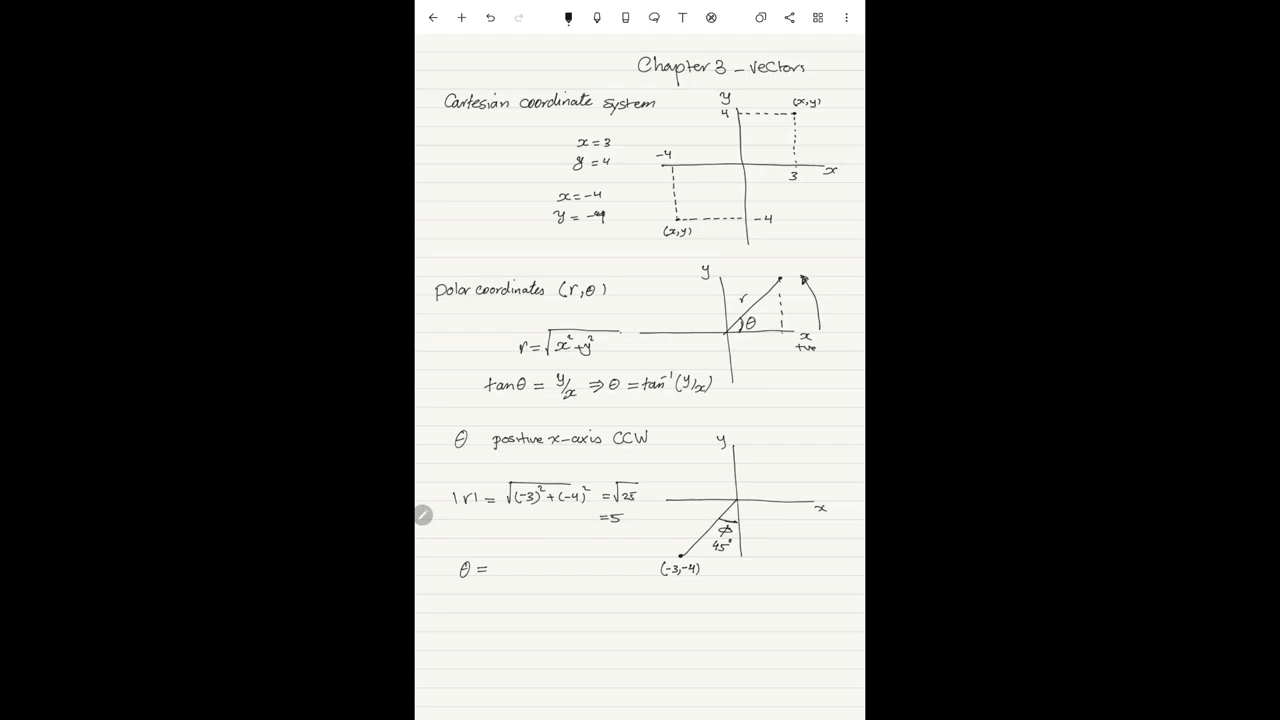 Chapter 3 - Vectors
Cartesian coordinate system
y
4
(x,y)
x = 3
y = 4
-4
3
x
x = -4
y = -4
-4
(x,y)
y
polar coordinates (r,θ)
r
θ
x
+ve
r = √x²+y²
tanθ = y/x ⇒ θ = tan⁻¹(y/x)
θ positive x-axis CCW
y
|r| = √(-3)²+(-4)² = √25
= 5
x
ϕ
45°
θ =
(-3,-4)
T